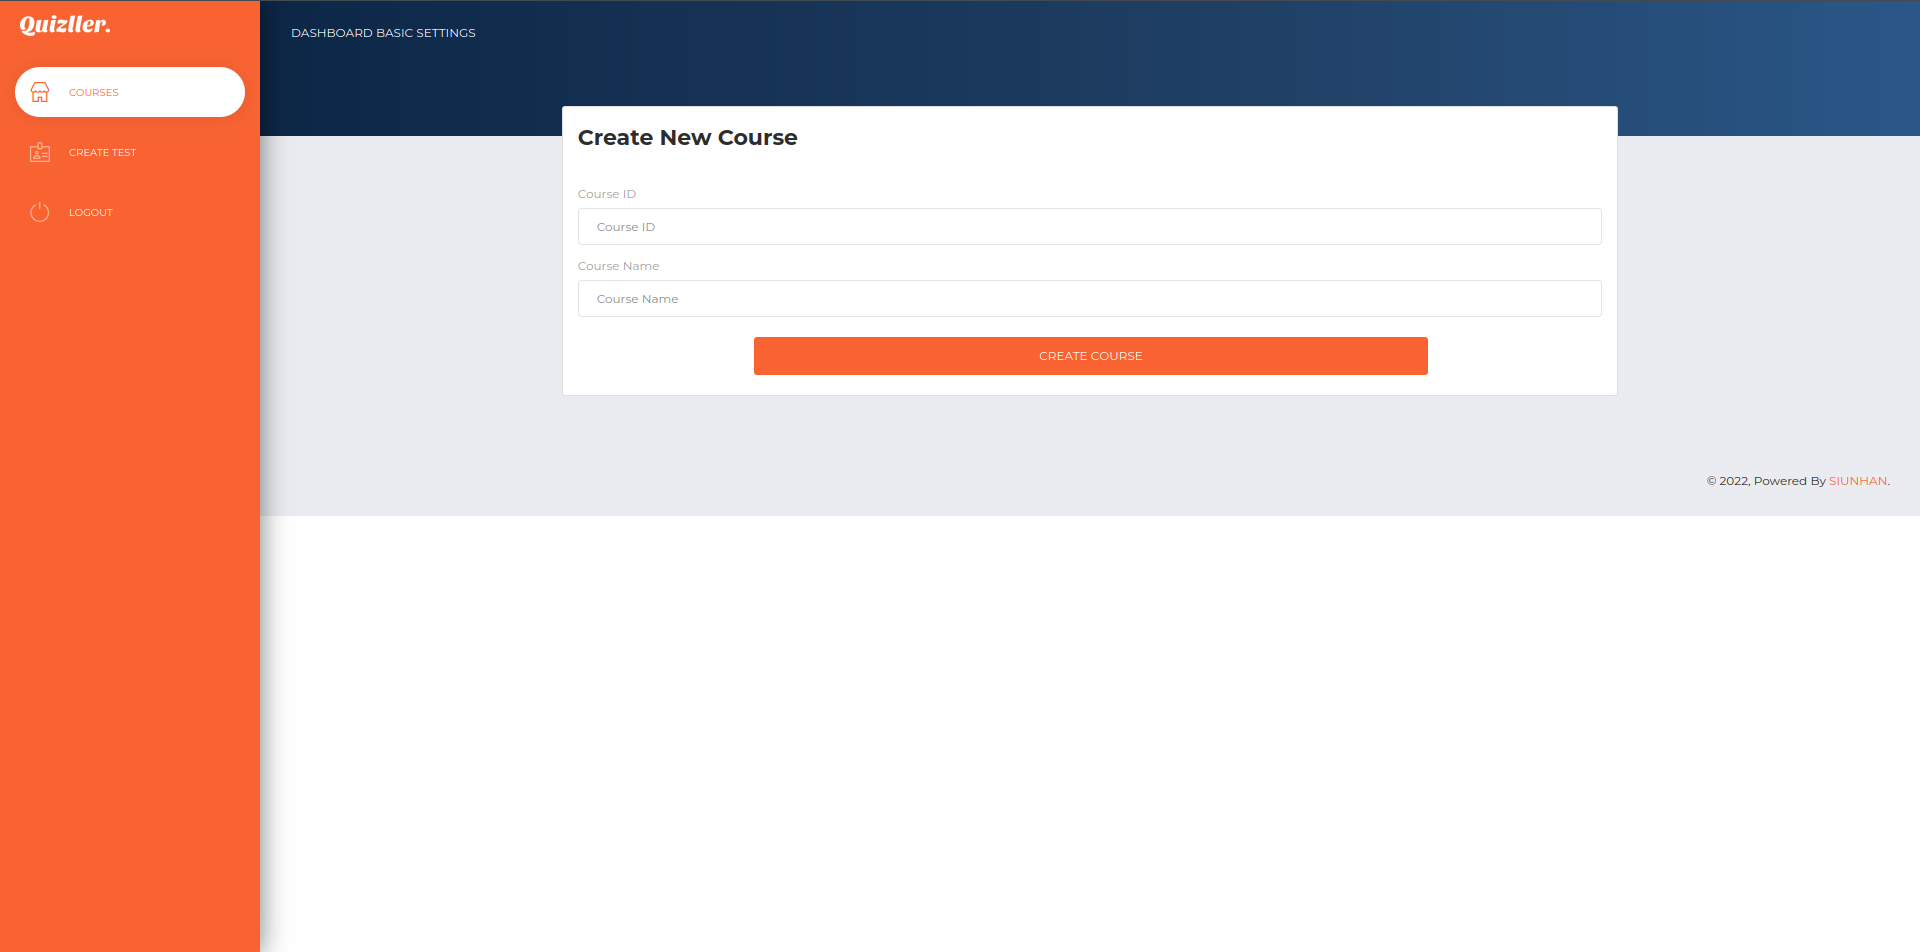 Quizller.
DASHBOARD BASIC SETTINGS
COURSES
CREATE TEST
LOGOUT
Create New Course
Course ID
Course ID
Course Name
Course Name
CREATE COURSE
© 2022, Powered By SIUNHAN.